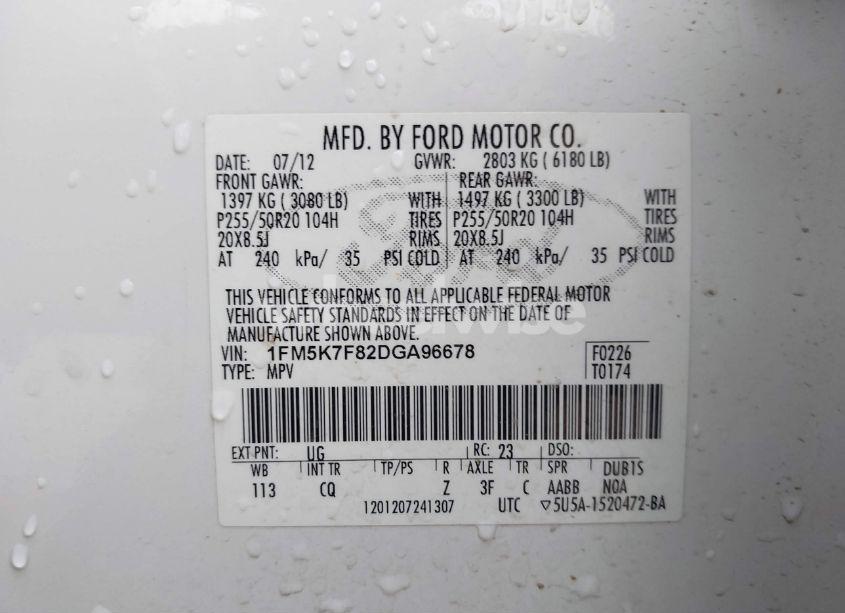 MFD. BY FORD MOTOR CO.
DATE: 07/12 GVWR: 2803 KG ( 6180 LB)
FRONT GAWR: REAR GAWR:
1397 KG ( 3080 LB) WITH 1497 KG ( 3300 LB) WITH
P255/50R20 104H TIRES P255/50R20 104H TIRES
20X8.5J RIMS 20X8.5J RIMS
AT 240 kPa/ 35 PSI COLD AT 240 kPa/ 35 PSI COLD
THIS VEHICLE CONFORMS TO ALL APPLICABLE FEDERAL MOTOR
VEHICLE SAFETY STANDARDS IN EFFECT ON THE DATE OF
MANUFACTURE SHOWN ABOVE.
VIN: 1FM5K7F82DGA96678 F0226
TYPE: MPV T0174
EXT PNT: UG RC: 23 DSO:
WB INT TR TP/PS R AXLE TR SPR DUB1S
113 CQ Z 3F C AABB NOA
1201207241307 UTC ▽5U5A-1520472-BA